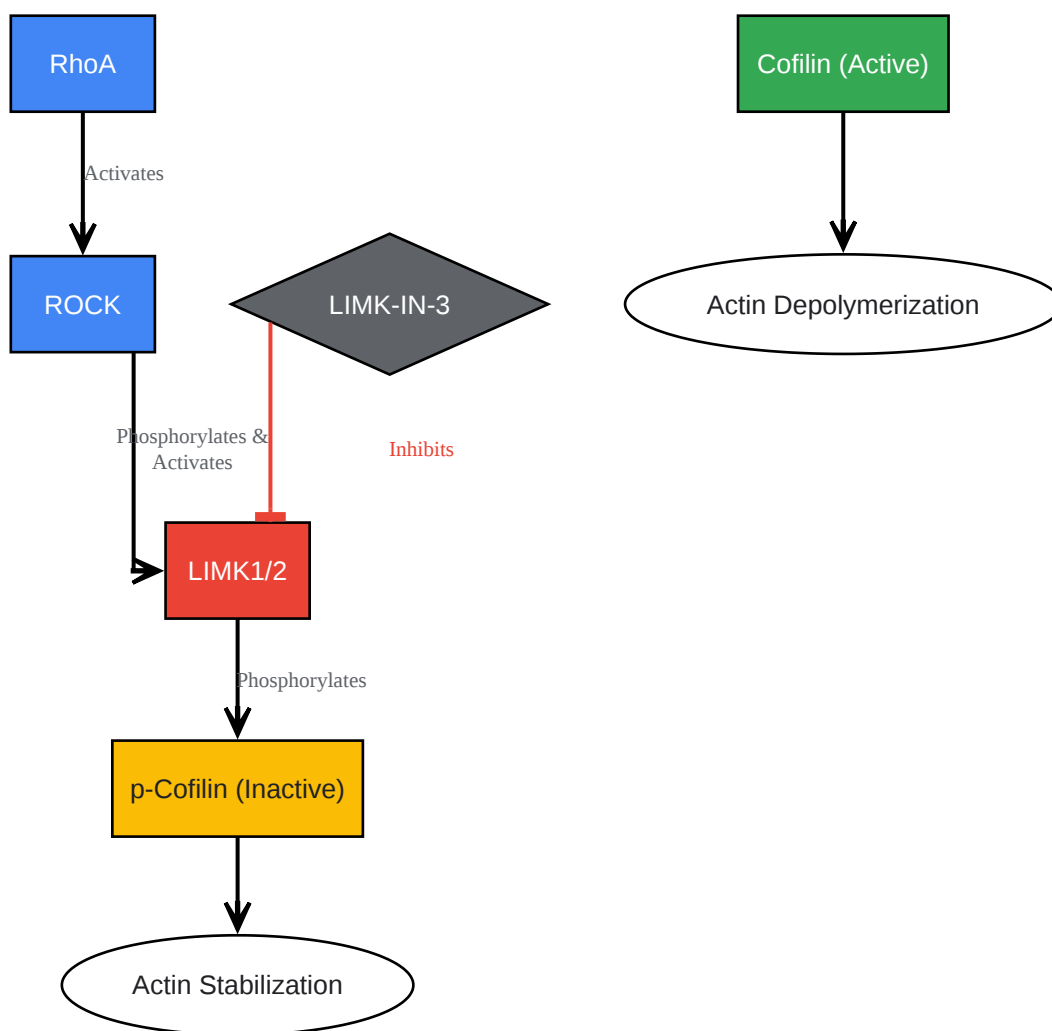 RhoA
Cofilin (Active)
Activates
ROCK
LIMK-IN-3
Actin Depolymerization
Phosphorylates &
Activates
Inhibits
LIMK1/2
Phosphorylates
p-Cofilin (Inactive)
Actin Stabilization